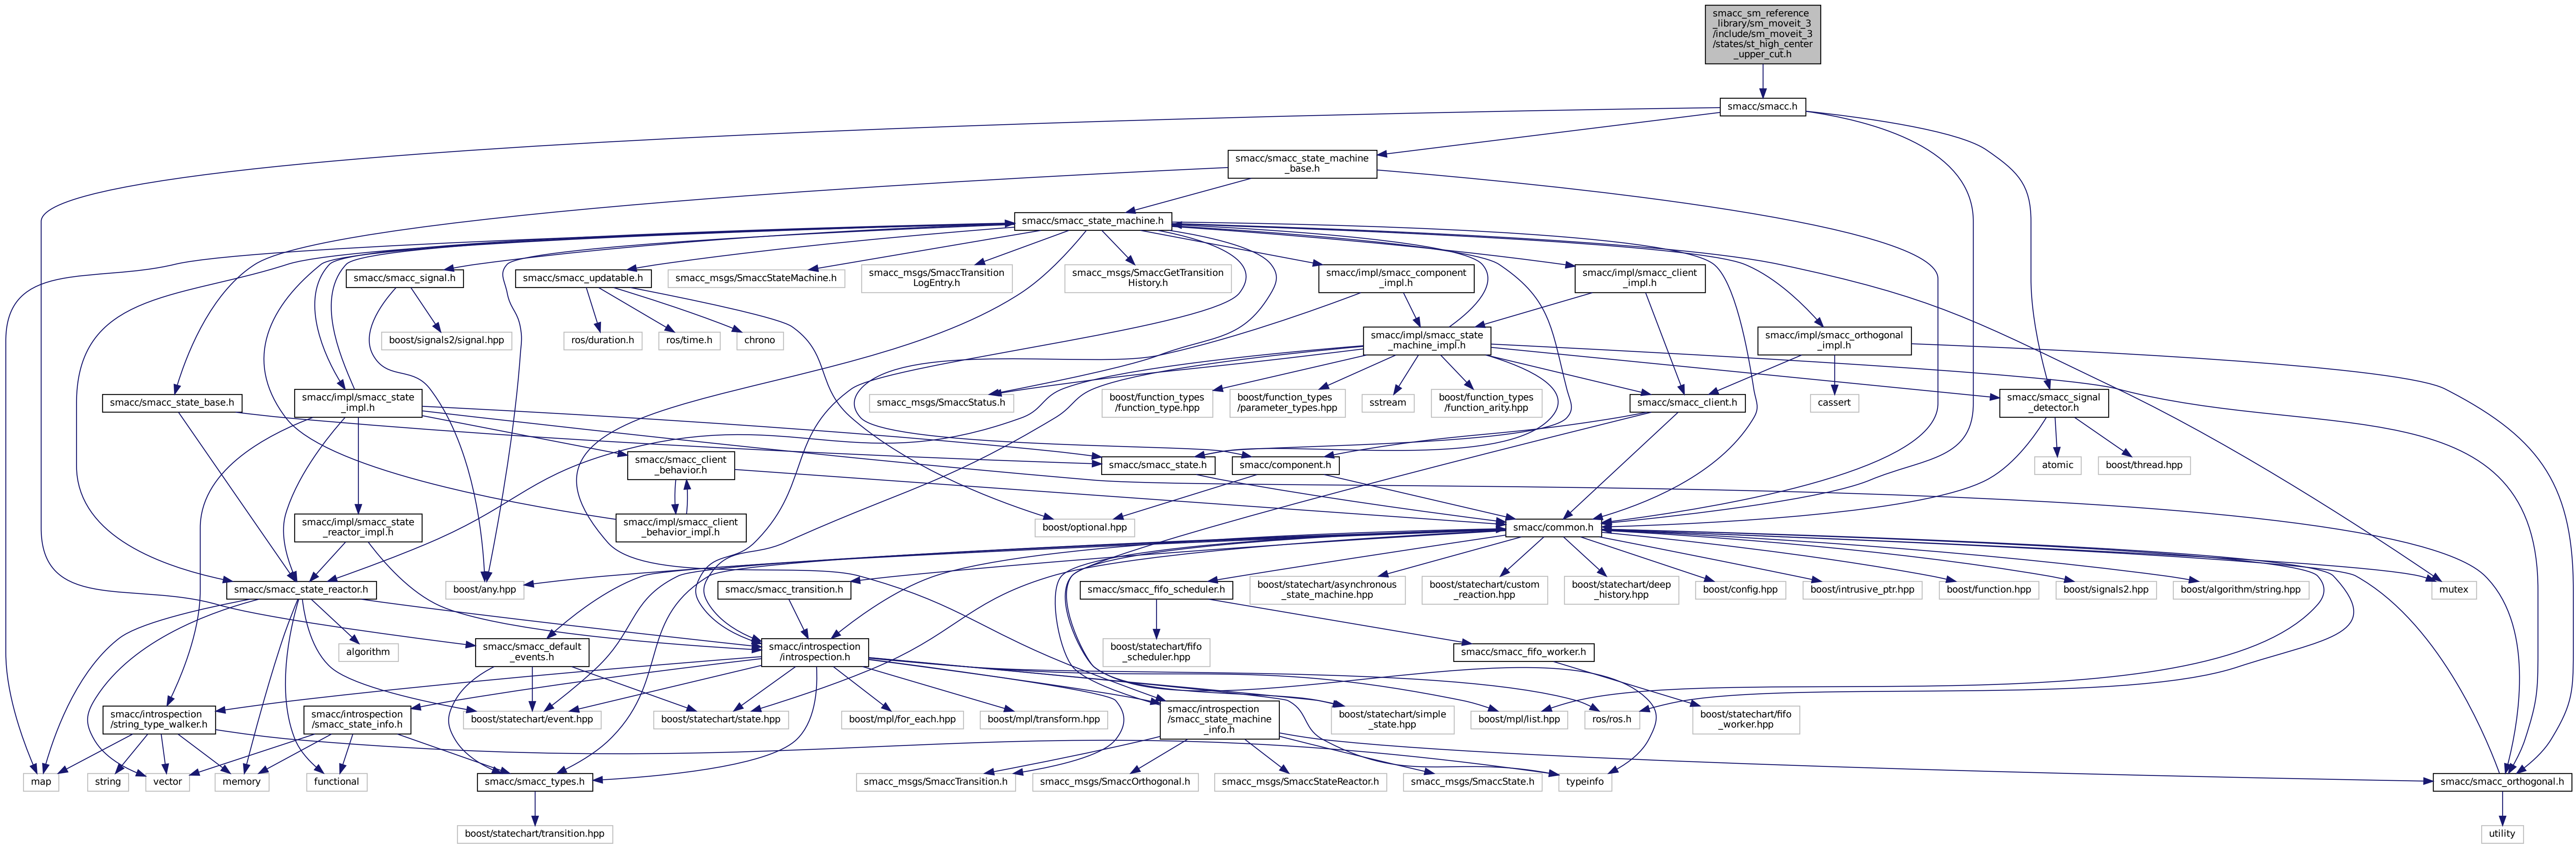 smacc_sm_reference
_library/sm_moveit_3
/include/sm_moveit_3
/states/st_high_center
_upper_cut.h
smacc/smacc.h
smacc/smacc_state_machine
_base.h
smacc/smacc_state_machine.h
smacc/smacc_signal.h
smacc/smacc_updatable.h
smacc_msgs/SmaccStateMachine.h
smacc_msgs/SmaccTransition
LogEntry.h
smacc_msgs/SmaccGetTransition
History.h
smacc/impl/smacc_component
_impl.h
smacc/impl/smacc_client
_impl.h
boost/signals2/signal.hpp
ros/duration.h
ros/time.h
chrono
smacc/impl/smacc_state
_machine_impl.h
smacc/impl/smacc_orthogonal
_impl.h
smacc/smacc_state_base.h
smacc/impl/smacc_state
_impl.h
smacc_msgs/SmaccStatus.h
boost/function_types
/function_type.hpp
boost/function_types
/parameter_types.hpp
sstream
boost/function_types
/function_arity.hpp
smacc/smacc_client.h
cassert
smacc/smacc_signal
_detector.h
smacc/smacc_client
_behavior.h
smacc/smacc_state.h
smacc/component.h
atomic
boost/thread.hpp
smacc/impl/smacc_state
_reactor_impl.h
smacc/impl/smacc_client
_behavior_impl.h
boost/optional.hpp
smacc/common.h
smacc/smacc_state_reactor.h
boost/any.hpp
smacc/smacc_transition.h
smacc/smacc_fifo_scheduler.h
boost/statechart/asynchronous
_state_machine.hpp
boost/statechart/custom
_reaction.hpp
boost/statechart/deep
_history.hpp
boost/config.hpp
boost/intrusive_ptr.hpp
boost/function.hpp
boost/signals2.hpp
boost/algorithm/string.hpp
mutex
algorithm
smacc/smacc_default
_events.h
smacc/introspection
/introspection.h
boost/statechart/fifo
_scheduler.hpp
smacc/smacc_fifo_worker.h
smacc/introspection
/string_type_walker.h
smacc/introspection
/smacc_state_info.h
boost/statechart/event.hpp
boost/statechart/state.hpp
boost/mpl/for_each.hpp
boost/mpl/transform.hpp
smacc/introspection
/smacc_state_machine
_info.h
boost/statechart/simple
_state.hpp
boost/mpl/list.hpp
ros/ros.h
boost/statechart/fifo
_worker.hpp
map
string
vector
memory
functional
smacc/smacc_types.h
smacc_msgs/SmaccTransition.h
smacc_msgs/SmaccOrthogonal.h
smacc_msgs/SmaccStateReactor.h
smacc_msgs/SmaccState.h
typeinfo
smacc/smacc_orthogonal.h
boost/statechart/transition.hpp
utility